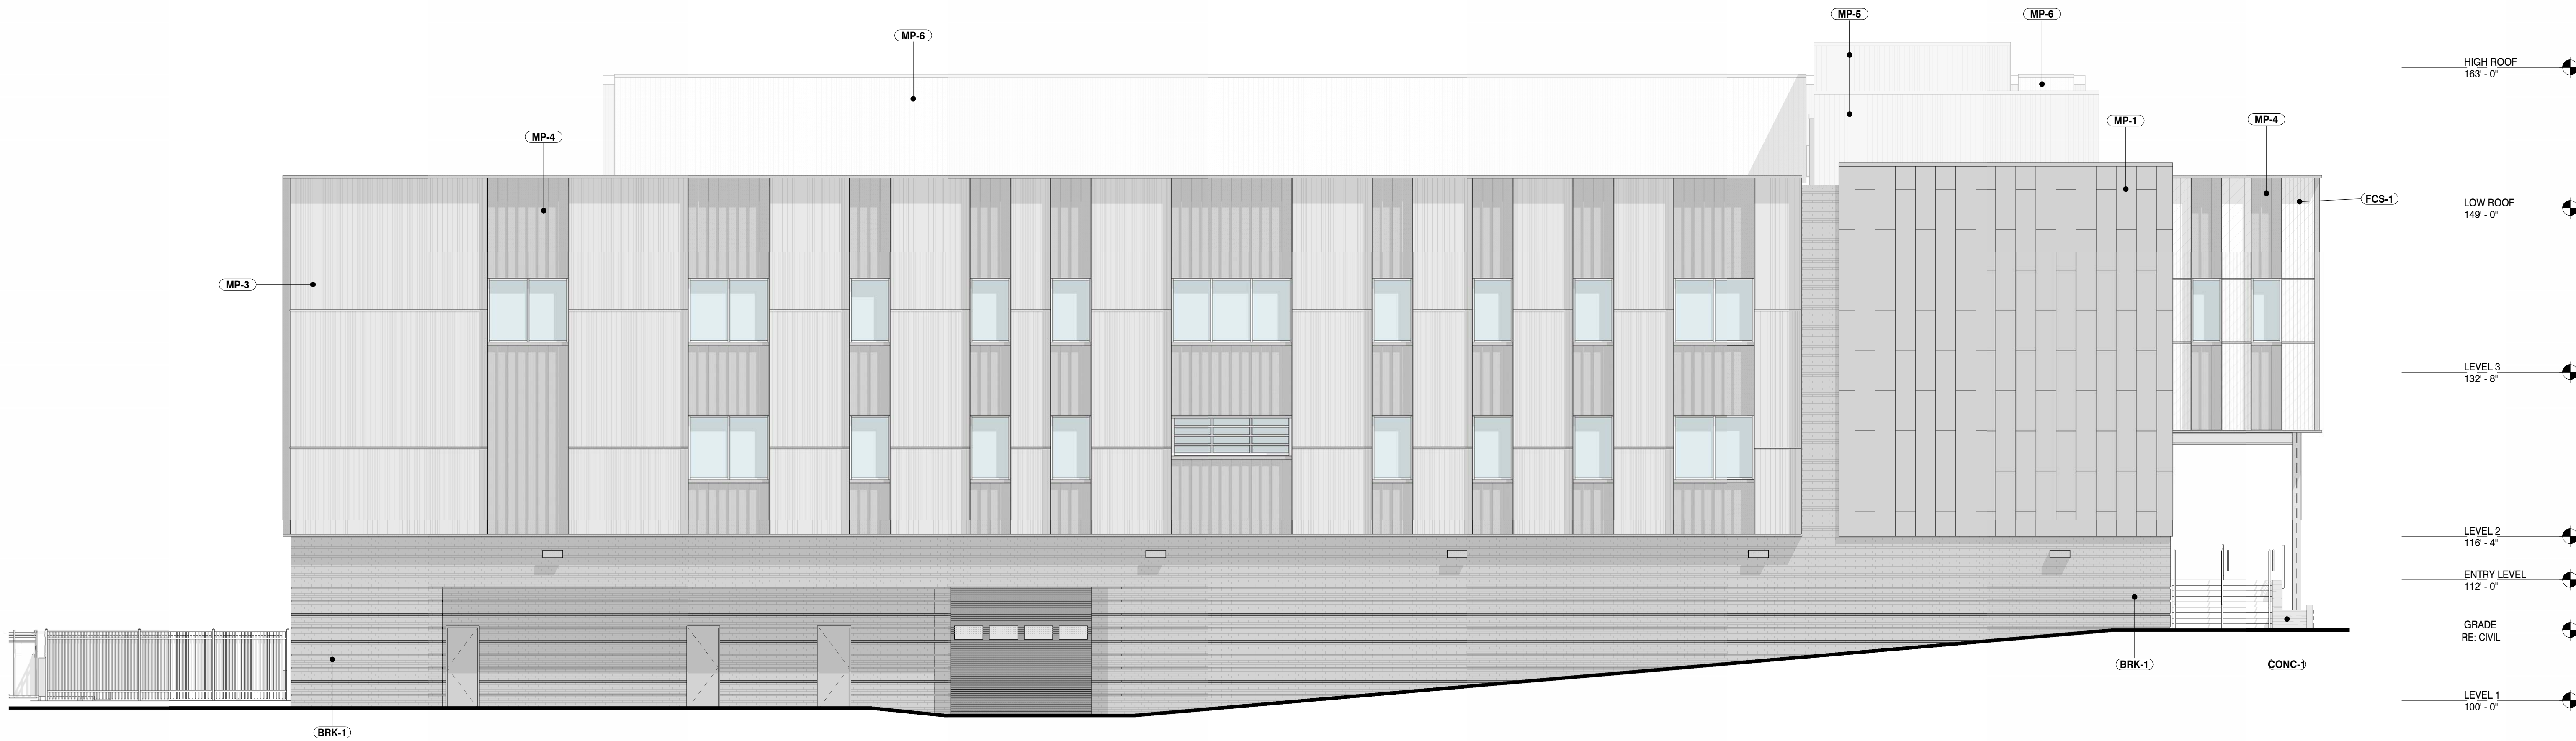 MP-5
MP-6
MP-6
MP-4
MP-1
MP-4
FCS-1
MP-3
BRK-1
CONC-1
BRK-1
HIGH ROOF
163' - 0"
LOW ROOF
149' - 0"
LEVEL 3
132' - 8"
LEVEL 2
116' - 4"
ENTRY LEVEL
112' - 0"
GRADE
RE: CIVIL
LEVEL 1
100' - 0"